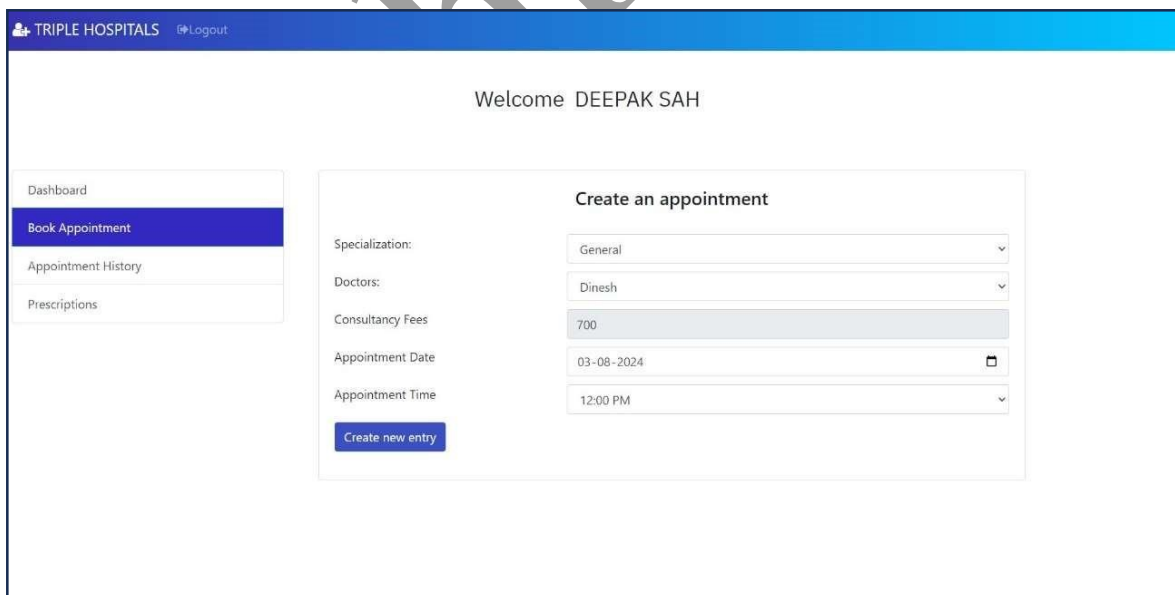 TRIPLE HOSPITALS Logout
Welcome DEEPAK SAH
Dashboard
Book Appointment
Appointment History
Prescriptions
Create an appointment
Specialization: General
Doctors: Dinesh
Consultancy Fees 700
Appointment Date 03-08-2024
Appointment Time 12:00 PM
Create new entry